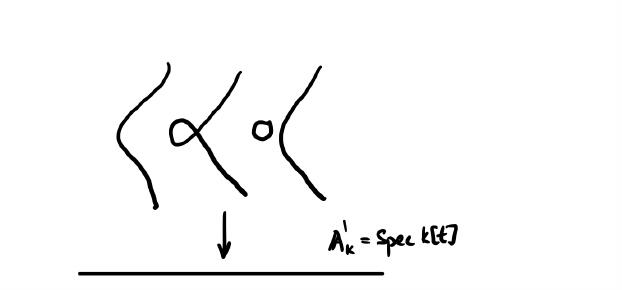 𝔸¹ₖ = Spec k[t]